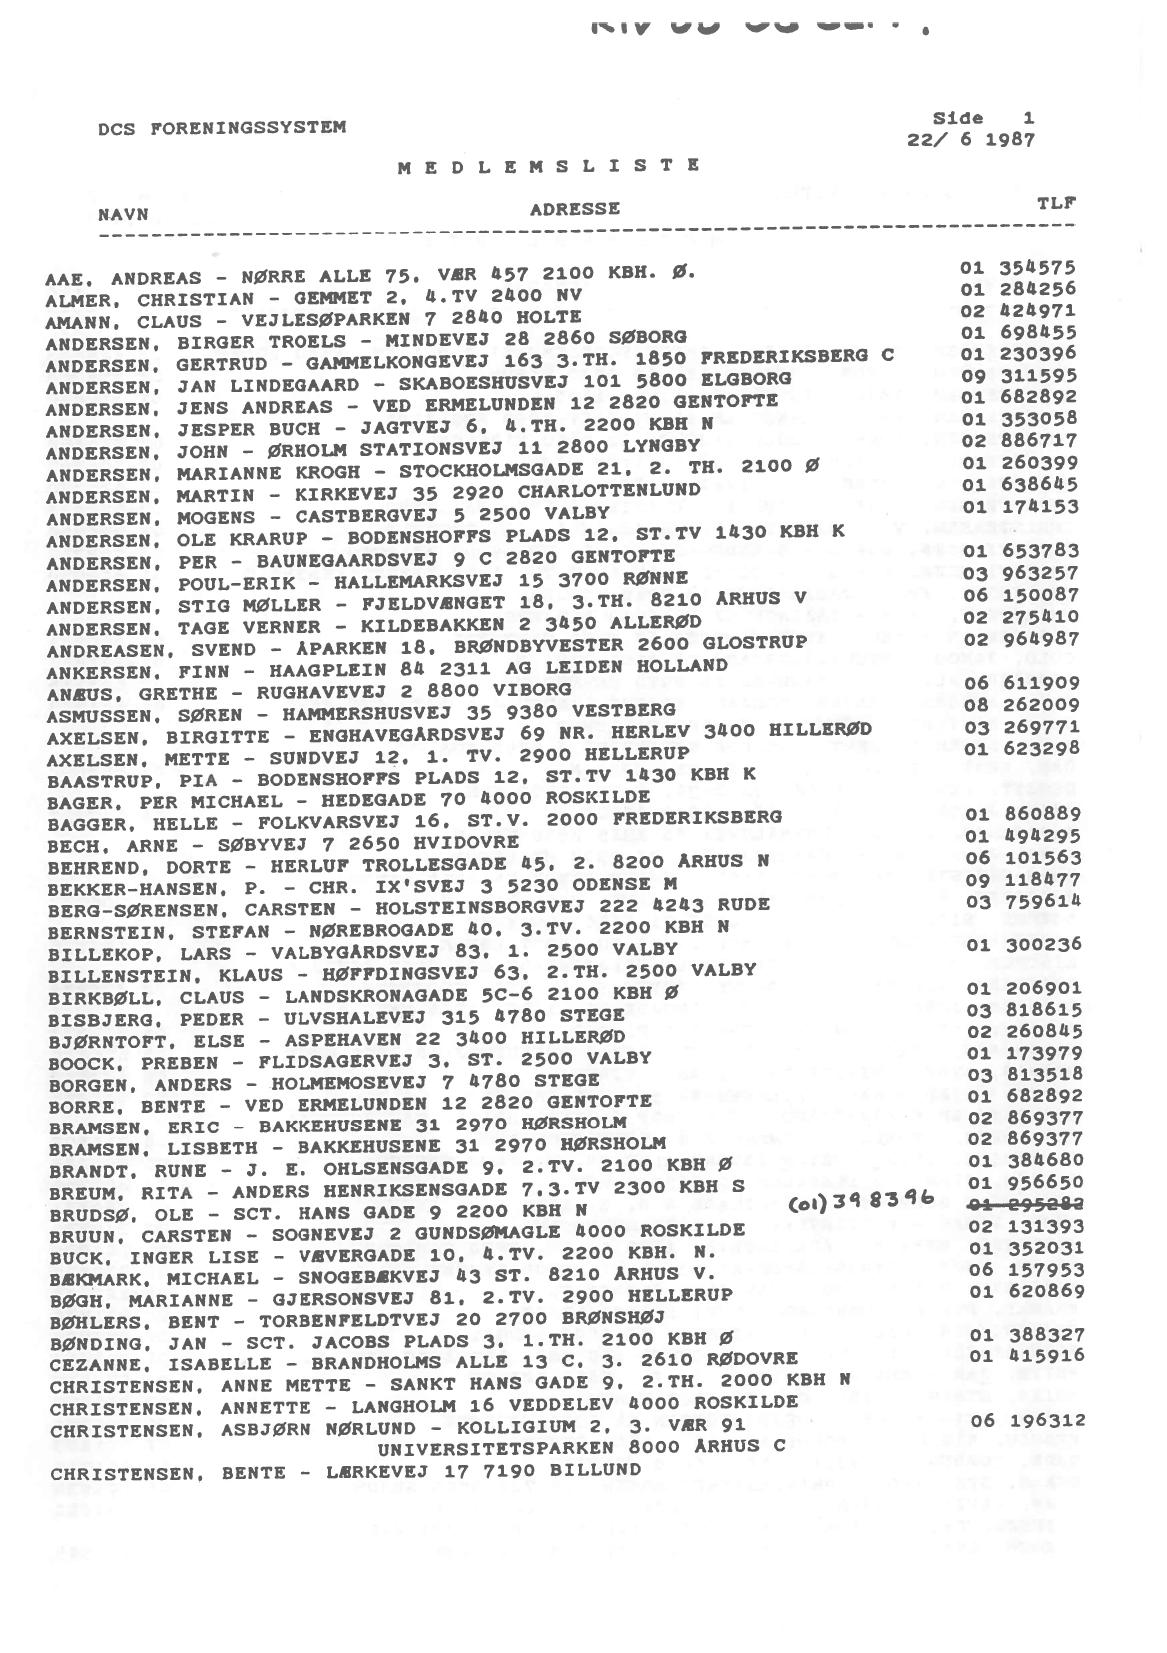 DCS FORENINGSSYSTEM Side 1
22/ 6 1987
M E D L E M S L I S T E
NAVN ADRESSE TLF
AAE, ANDREAS - NØRRE ALLE 75, VÆR 457 2100 KBH. Ø. 01 354575
ALMER, CHRISTIAN - GEMMET 2, 4.TV 2400 NV 01 284256
AMANN, CLAUS - VEJLESØPARKEN 7 2840 HOLTE 02 424971
ANDERSEN, BIRGER TROELS - MINDEVEJ 28 2860 SØBORG 01 698455
ANDERSEN, GERTRUD - GAMMELKONGEVEJ 163 3.TH. 1850 FREDERIKSBERG C 01 230396
ANDERSEN, JAN LINDEGAARD - SKABOESHUSVEJ 101 5800 ELGBORG 09 311595
ANDERSEN, JENS ANDREAS - VED ERMELUNDEN 12 2820 GENTOFTE 01 682892
ANDERSEN, JESPER BUCH - JAGTVEJ 6, 4.TH. 2200 KBH N 01 353058
ANDERSEN, JOHN - ØRHOLM STATIONSVEJ 11 2800 LYNGBY 02 886717
ANDERSEN, MARIANNE KROGH - STOCKHOLMSGADE 21, 2. TH. 2100 Ø 01 260399
ANDERSEN, MARTIN - KIRKEVEJ 35 2920 CHARLOTTENLUND 01 638645
ANDERSEN, MOGENS - CASTBERGVEJ 5 2500 VALBY 01 174153
ANDERSEN, OLE KRARUP - BODENSHOFFS PLADS 12, ST.TV 1430 KBH K
ANDERSEN, PER - BAUNEGAARDSVEJ 9 C 2820 GENTOFTE 01 653783
ANDERSEN, POUL-ERIK - HALLEMARKSVEJ 15 3700 RØNNE 03 963257
ANDERSEN, STIG MØLLER - FJELDVÆNGET 18, 3.TH. 8210 ÅRHUS V 06 150087
ANDERSEN, TAGE VERNER - KILDEBAKKEN 2 3450 ALLERØD 02 275410
ANDREASEN, SVEND - ÅPARKEN 18, BRØNDBYVESTER 2600 GLOSTRUP 02 964987
ANKERSEN, FINN - HAAGPLEIN 84 2311 AG LEIDEN HOLLAND
ANÆUS, GRETHE - RUGHAVEVEJ 2 8800 VIBORG 06 611909
ASMUSSEN, SØREN - HAMMERSHUSVEJ 35 9380 VESTBERG 08 262009
AXELSEN, BIRGITTE - ENGHAVEGÅRDSVEJ 69 NR. HERLEV 3400 HILLERØD 03 269771
AXELSEN, METTE - SUNDVEJ 12, 1. TV. 2900 HELLERUP 01 623298
BAASTRUP, PIA - BODENSHOFFS PLADS 12, ST.TV 1430 KBH K
BAGER, PER MICHAEL - HEDEGADE 70 4000 ROSKILDE
BAGGER, HELLE - FOLKVARSVEJ 16, ST.V. 2000 FREDERIKSBERG 01 860889
BECH, ARNE - SØBYVEJ 7 2650 HVIDOVRE 01 494295
BEHREND, DORTE - HERLUF TROLLESGADE 45, 2. 8200 ÅRHUS N 06 101563
BEKKER-HANSEN, P. - CHR. IX'SVEJ 3 5230 ODENSE M 09 118477
BERG-SØRENSEN, CARSTEN - HOLSTEINSBORGVEJ 222 4243 RUDE 03 759614
BERNSTEIN, STEFAN - NØREBROGADE 40, 3.TV. 2200 KBH N
BILLEKOP, LARS - VALBYGÅRDSVEJ 83, 1. 2500 VALBY 01 300236
BILLENSTEIN, KLAUS - HØFFDINGSVEJ 63, 2.TH. 2500 VALBY
BIRKBØLL, CLAUS - LANDSKRONAGADE 5C-6 2100 KBH Ø 01 206901
BISBJERG, PEDER - ULVSHALEVEJ 315 4780 STEGE 03 818615
BJØRNTOFT, ELSE - ASPEHAVEN 22 3400 HILLERØD 02 260845
BOOCK, PREBEN - FLIDSAGERVEJ 3, ST. 2500 VALBY 01 173979
BORGEN, ANDERS - HOLMEMOSEVEJ 7 4780 STEGE 03 813518
BORRE, BENTE - VED ERMELUNDEN 12 2820 GENTOFTE 01 682892
BRAMSEN, ERIC - BAKKEHUSENE 31 2970 HØRSHOLM 02 869377
BRAMSEN, LISBETH - BAKKEHUSENE 31 2970 HØRSHOLM 02 869377
BRANDT, RUNE - J. E. OHLSENSGADE 9, 2.TV. 2100 KBH Ø 01 384680
BREUM, RITA - ANDERS HENRIKSENSGADE 7,3.TV 2300 KBH S 01 956650
BRUDSØ, OLE - SCT. HANS GADE 9 2200 KBH N (01) 398396 01 295282
BRUUN, CARSTEN - SOGNEVEJ 2 GUNDSØMAGLE 4000 ROSKILDE 02 131393
BUCK, INGER LISE - VÆVERGADE 10, 4.TV. 2200 KBH. N. 01 352031
BÆKMARK, MICHAEL - SNOGEBÆKVEJ 43 ST. 8210 ÅRHUS V. 06 157953
BØGH, MARIANNE - GJERSONSVEJ 81, 2.TV. 2900 HELLERUP 01 620869
BØHLERS, BENT - TORBENFELDTVEJ 20 2700 BRØNSHØJ
BØNDING, JAN - SCT. JACOBS PLADS 3, 1.TH. 2100 KBH Ø 01 388327
CEZANNE, ISABELLE - BRANDHOLMS ALLE 13 C, 3. 2610 RØDOVRE 01 415916
CHRISTENSEN, ANNE METTE - SANKT HANS GADE 9, 2.TH. 2000 KBH N
CHRISTENSEN, ANNETTE - LANGHOLM 16 VEDDELEV 4000 ROSKILDE
CHRISTENSEN, ASBJØRN NØRLUND - KOLLIGIUM 2, 3. VÆR 91 06 196312
UNIVERSITETSPARKEN 8000 ÅRHUS C
CHRISTENSEN, BENTE - LÆRKEVEJ 17 7190 BILLUND